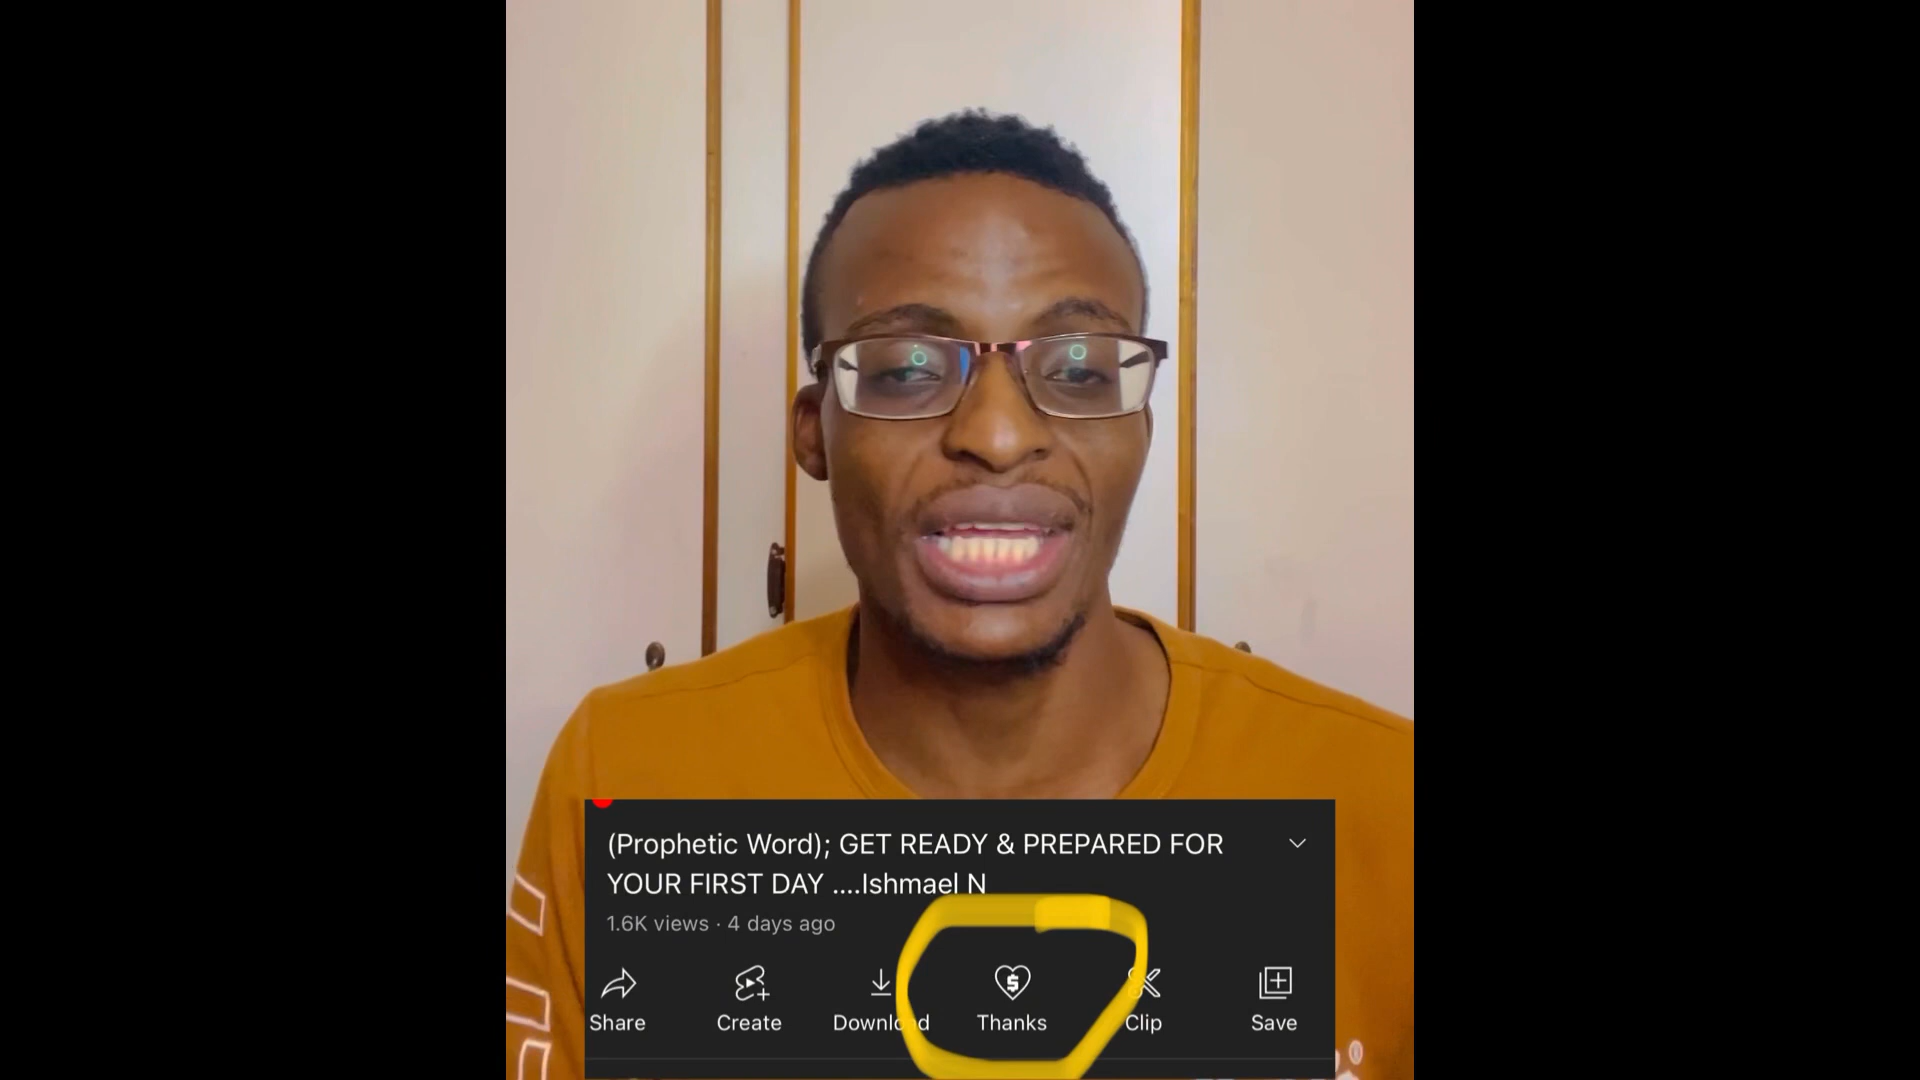 (Prophetic Word); GET READY & PREPARED FOR
YOUR FIRST DAY ....Ishmael N
1.6K views · 4 days ago
Share Create Download Thanks Clip Save